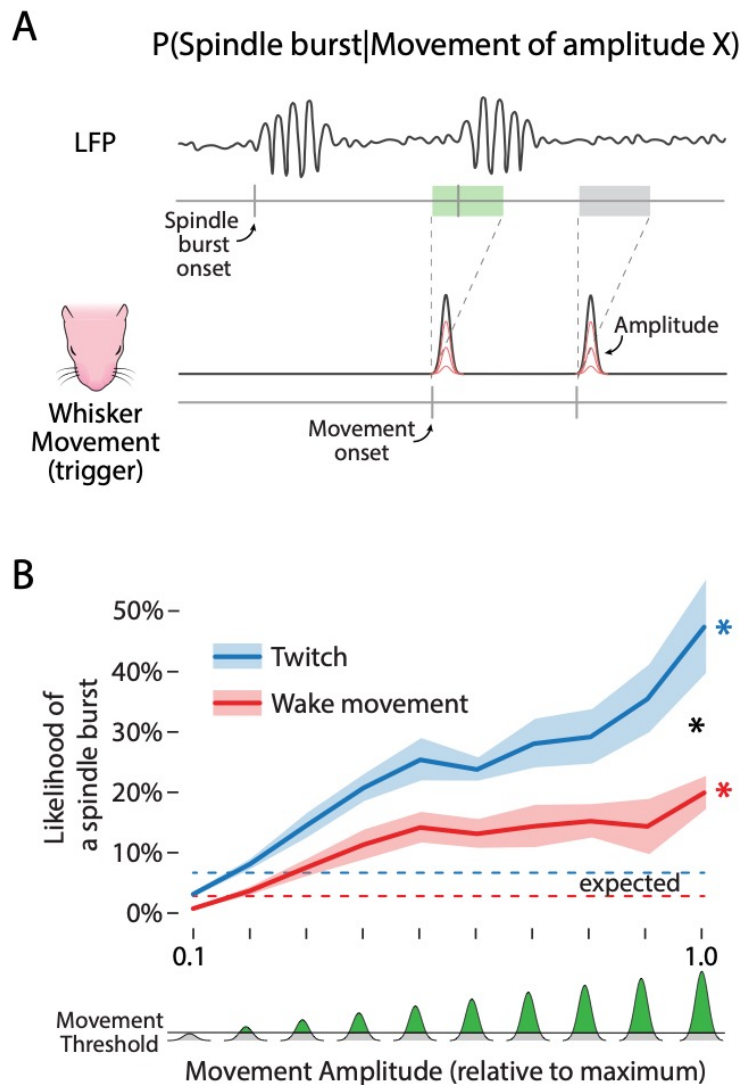 A
P(Spindle burst|Movement of amplitude X)
LFP
Spindle
burst
onset
Amplitude
Whisker
Movement
(trigger)
Movement
onset
B
Likelihood of
a spindle burst
50%
40%
30%
20%
10%
0%
Twitch
Wake movement
*
*
*
expected
0.1
1.0
Movement
Threshold
Movement Amplitude (relative to maximum)